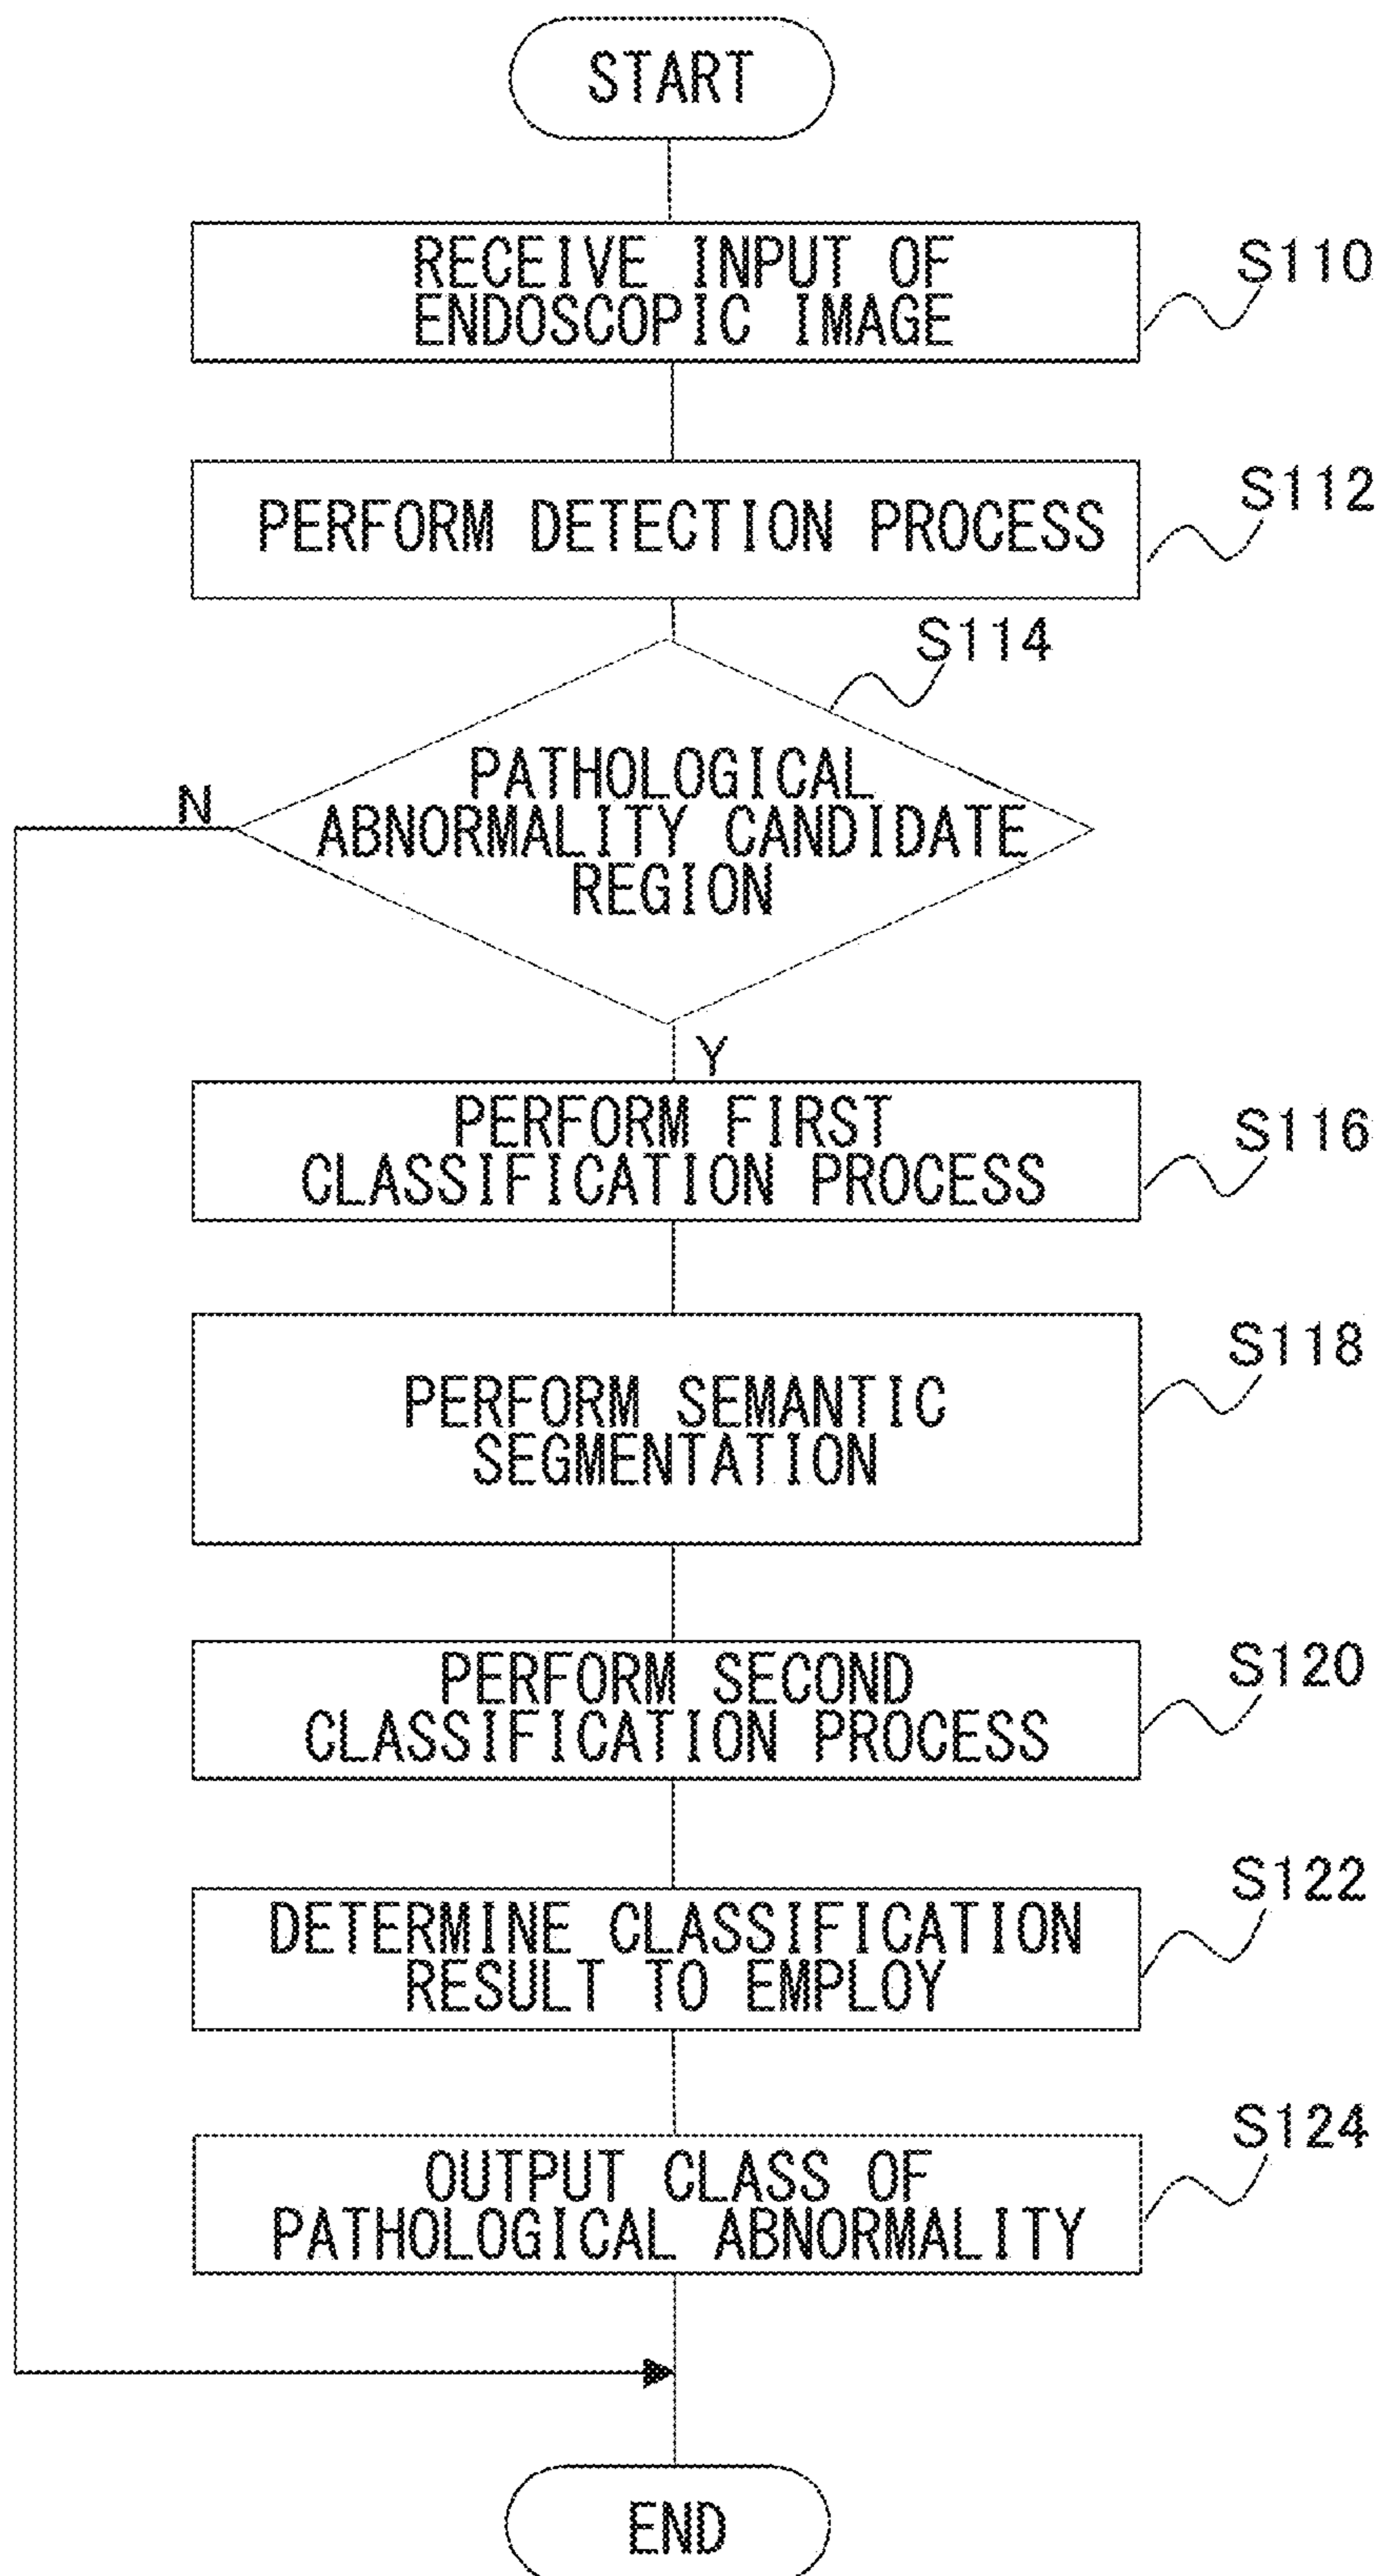 START
RECEIVE INPUT OF
ENDOSCOPIC IMAGE
S110
PERFORM DETECTION PROCESS
S112
S114
PATHOLOGICAL
ABNORMALITY CANDIDATE
REGION
N
Y
PERFORM FIRST
CLASSIFICATION PROCESS
S116
PERFORM SEMANTIC
SEGMENTATION
S118
PERFORM SECOND
CLASSIFICATION PROCESS
S120
DETERMINE CLASSIFICATION
RESULT TO EMPLOY
S122
OUTPUT CLASS OF
PATHOLOGICAL ABNORMALITY
S124
END